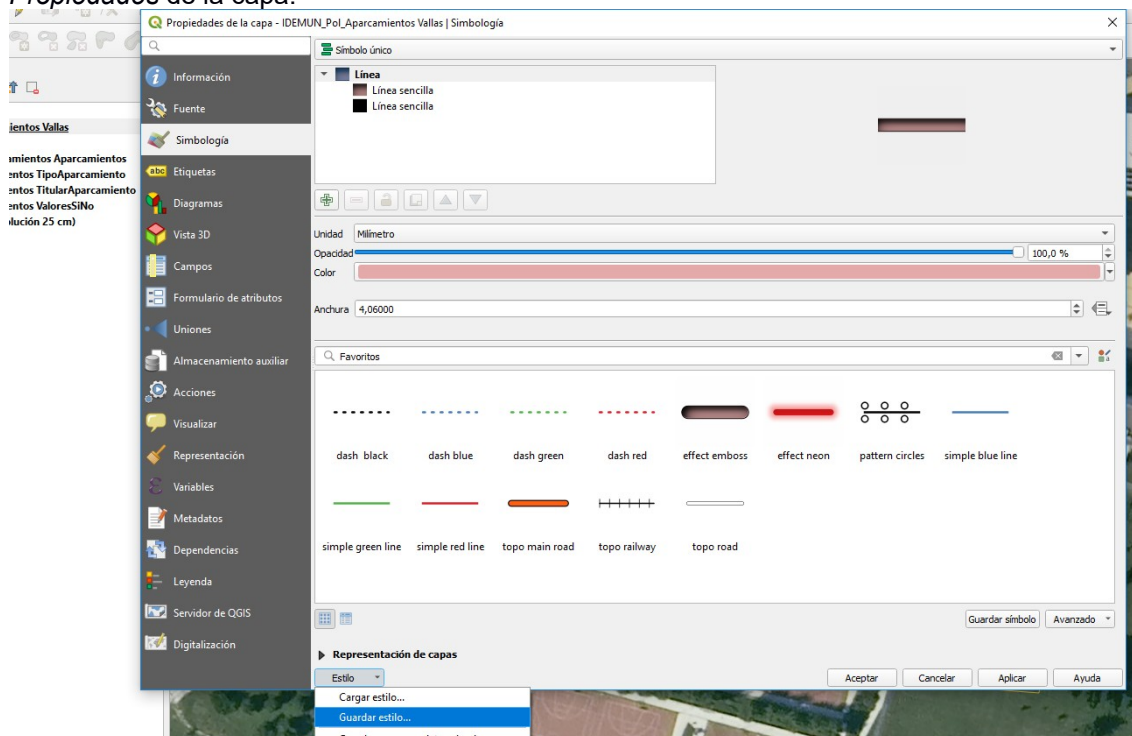 Propiedades de la capa.
Propiedades de la capa - IDEMUN_Pol_Aparcamientos Vallas | Simbología
Símbolo único
Información
Fuente
Simbología
Etiquetas
Diagramas
Vista 3D
Campos
Formulario de atributos
Uniones
Almacenamiento auxiliar
Acciones
Visualizar
Representación
Variables
Metadatos
Dependencias
Leyenda
Servidor de QGIS
Digitalización
ientos Vallas
amientos Aparcamientos
entos TipoAparcamiento
entos TitularAparcamiento
entos ValoresSiNo
olución 25 cm)
Línea
Línea sencilla
Línea sencilla
Unidad Milímetro
Opacidad 100,0 %
Color
Anchura 4,06000
Favoritos
dash black dash blue dash green dash red effect emboss effect neon pattern circles simple blue line
simple green line simple red line topo main road topo railway topo road
Guardar símbolo Avanzado
Representación de capas
Estilo Aceptar Cancelar Aplicar Ayuda
Cargar estilo...
Guardar estilo...